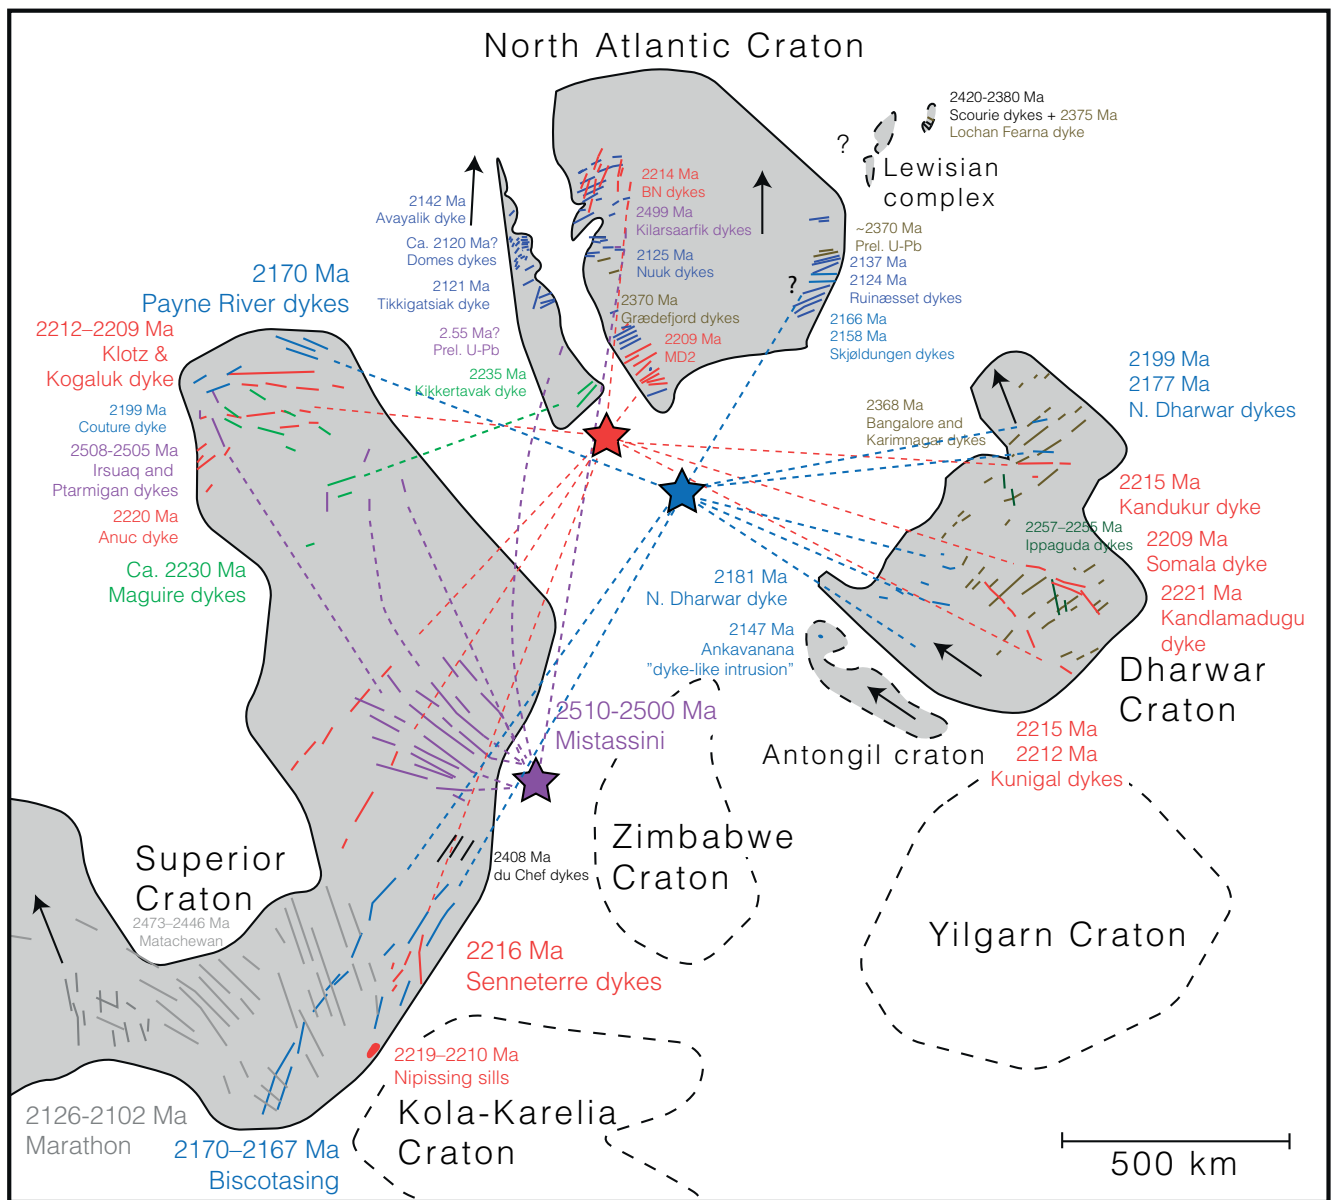 North Atlantic Craton
2420-2380 Ma
Scourie dykes + 2375 Ma
Lochan Fearna dyke
?
Lewisian
complex
2214 Ma
BN dykes
2499 Ma
Kilarsaarfik dykes
2125 Ma
Nuuk dykes
2370 Ma
Grædefjord dykes
2209 Ma
MD2
~2370 Ma
Prel. U-Pb
2137 Ma
2124 Ma
Ruinæsset dykes
?
2166 Ma
2158 Ma
Skjøldungen dykes
2142 Ma
Avayalik dyke
Ca. 2120 Ma?
Domes dykes
2121 Ma
Tikkigatsiak dyke
2.55 Ma?
Prel. U-Pb
2235 Ma
Kikkertavak dyke
2170 Ma
Payne River dykes
2212–2209 Ma
Klotz &
Kogaluk dyke
2199 Ma
Couture dyke
2508-2505 Ma
Irsuaq and
Ptarmigan dykes
2220 Ma
Anuc dyke
Ca. 2230 Ma
Maguire dykes
2199 Ma
2177 Ma
N. Dharwar dykes
2368 Ma
Bangalore and
Karimnagar dykes
2215 Ma
Kandukur dyke
2257–2255 Ma
Ippaguda dykes
2209 Ma
Somala dyke
2221 Ma
Kandlamadugu
dyke
Dharwar
Craton
2181 Ma
N. Dharwar dyke
2147 Ma
Ankavanana
"dyke-like intrusion"
Antongil craton
2215 Ma
2212 Ma
Kunigal dykes
2510-2500 Ma
Mistassini
Zimbabwe
Craton
Yilgarn Craton
2408 Ma
du Chef dykes
Superior
Craton
2473–2446 Ma
Matachewan
2216 Ma
Senneterre dykes
2219–2210 Ma
Nipissing sills
Kola-Karelia
Craton
2126-2102 Ma
Marathon
2170–2167 Ma
Biscotasing
500 km